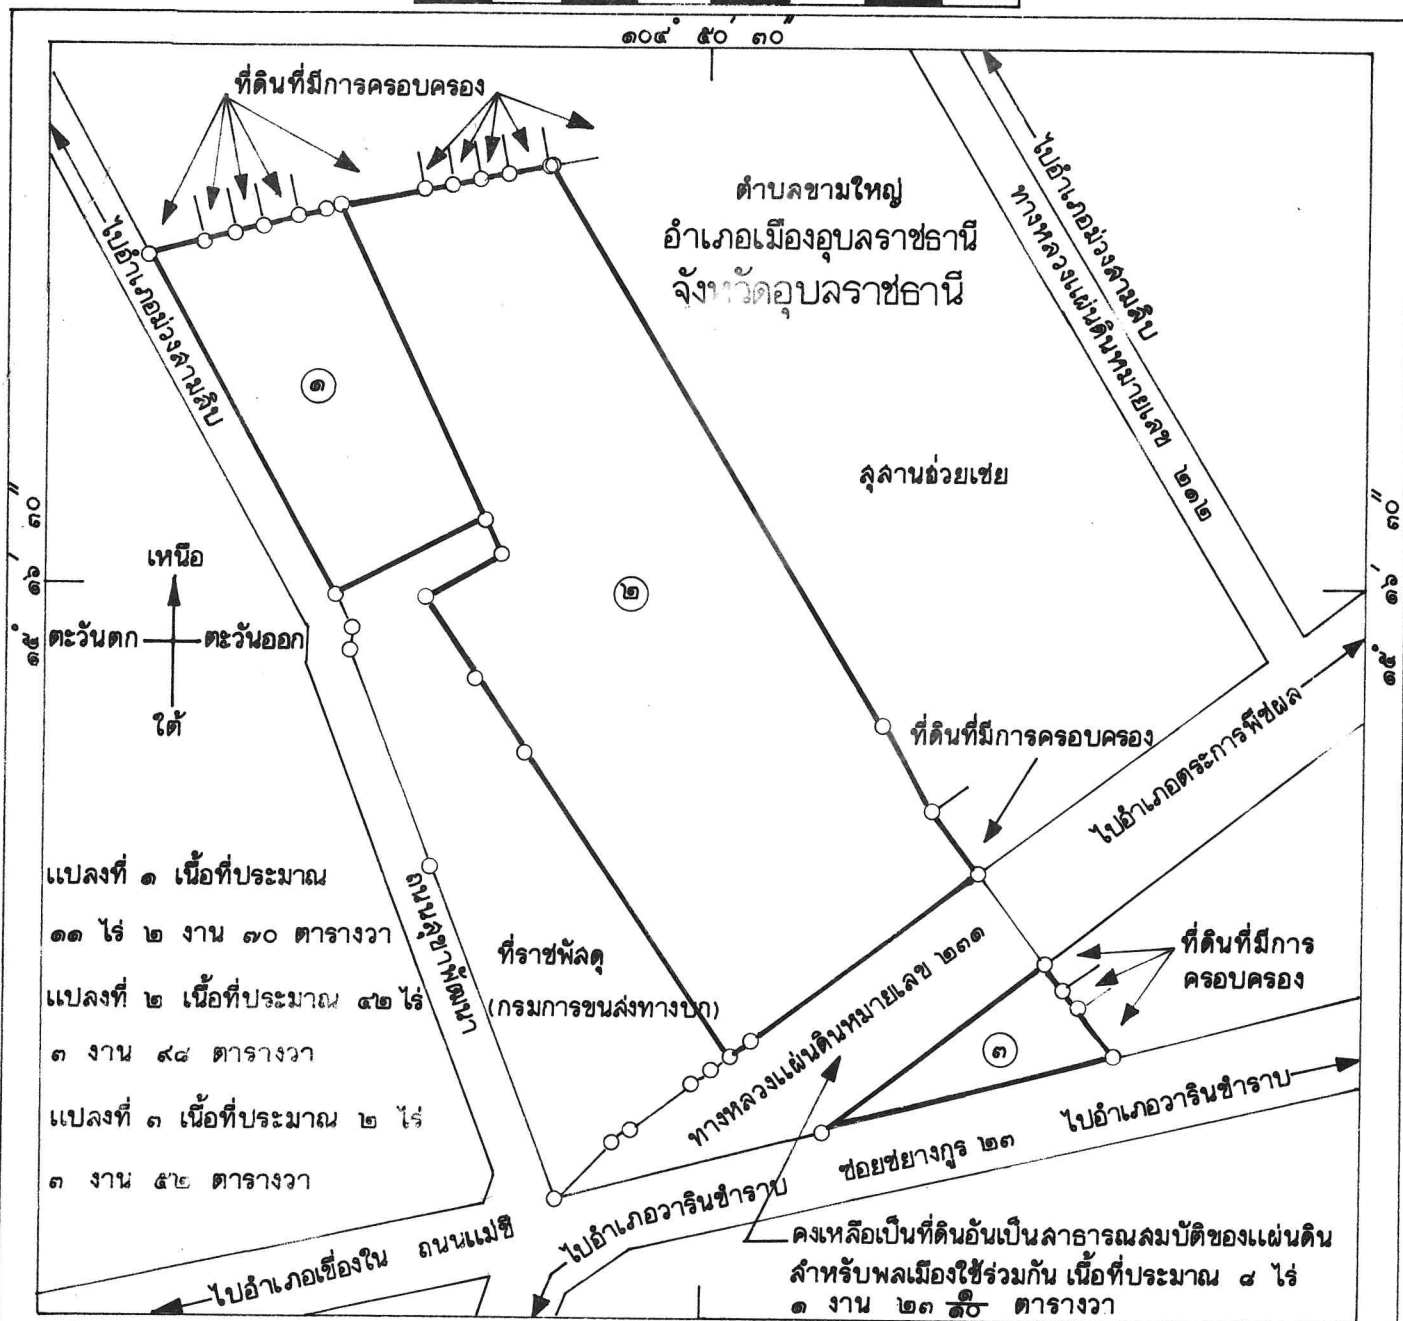 ๑๐๔° ๕๐′ ๓๐″
ที่ดินที่มีการครอบครอง
ไปอำเภอม่วงสามสิบ
ตำบลขามใหญ่
อำเภอเมืองอุบลราชธานี
จังหวัดอุบลราชธานี
ไปอำเภอม่วงสามสิบ
ทางหลวงแผ่นดินหมายเลข ๒๑๒
๑
สุสานฮ่วยเซ่ย
๑๕° ๑๖′ ๓๐″
๑๕° ๑๖′ ๓๐″
เหนือ
ตะวันตก ตะวันออก
ใต้
๒
ที่ดินที่มีการครอบครอง
ไปอำเภอตระการพืชผล
แปลงที่ ๑ เนื้อที่ประมาณ
๑๑ ไร่ ๒ งาน ๗๐ ตารางวา
แปลงที่ ๒ เนื้อที่ประมาณ ๔๒ ไร่
๓ งาน ๙๘ ตารางวา
แปลงที่ ๓ เนื้อที่ประมาณ ๒ ไร่
๓ งาน ๕๒ ตารางวา
ถนนสุขาพัฒนา
ที่ราชพัสดุ
(กรมการขนส่งทางบก)
ทางหลวงแผ่นดินหมายเลข ๒๓๑
ที่ดินที่มีการ
ครอบครอง
๓
ซอยชยางกูร ๒๓ ไปอำเภอวารินชำราบ
ไปอำเภอวารินชำราบ
ไปอำเภอเขื่องใน ถนนแม่ชี
คงเหลือเป็นที่ดินอันเป็นสาธารณสมบัติของแผ่นดิน
สำหรับพลเมืองใช้ร่วมกัน เนื้อที่ประมาณ ๘ ไร่
๑ งาน ๒๓ ๑/๑๐ ตารางวา